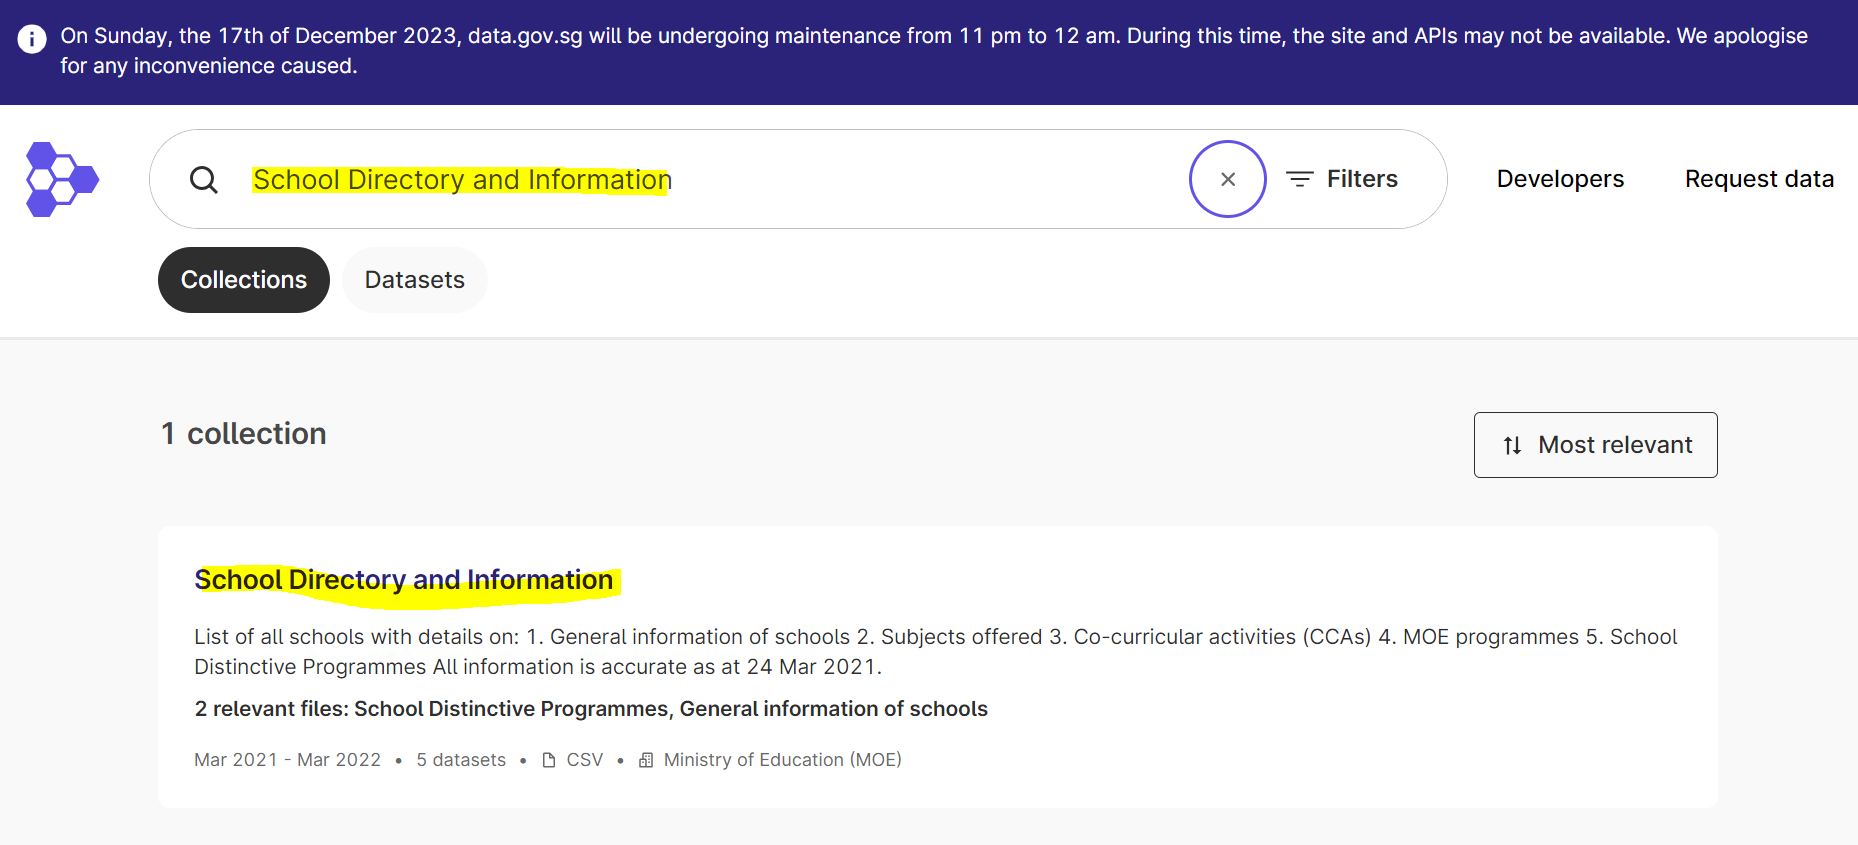 On Sunday, the 17th of December 2023, data.gov.sg will be undergoing maintenance from 11 pm to 12 am. During this time, the site and APIs may not be available. We apologise
for any inconvenience caused.
School Directory and Information
Filters
Developers
Request data
Collections
Datasets
1 collection
Most relevant
School Directory and Information
List of all schools with details on: 1. General information of schools 2. Subjects offered 3. Co-curricular activities (CCAs) 4. MOE programmes 5. School
Distinctive Programmes All information is accurate as at 24 Mar 2021.
2 relevant files: School Distinctive Programmes, General information of schools
Mar 2021 - Mar 2022 • 5 datasets • CSV • Ministry of Education (MOE)